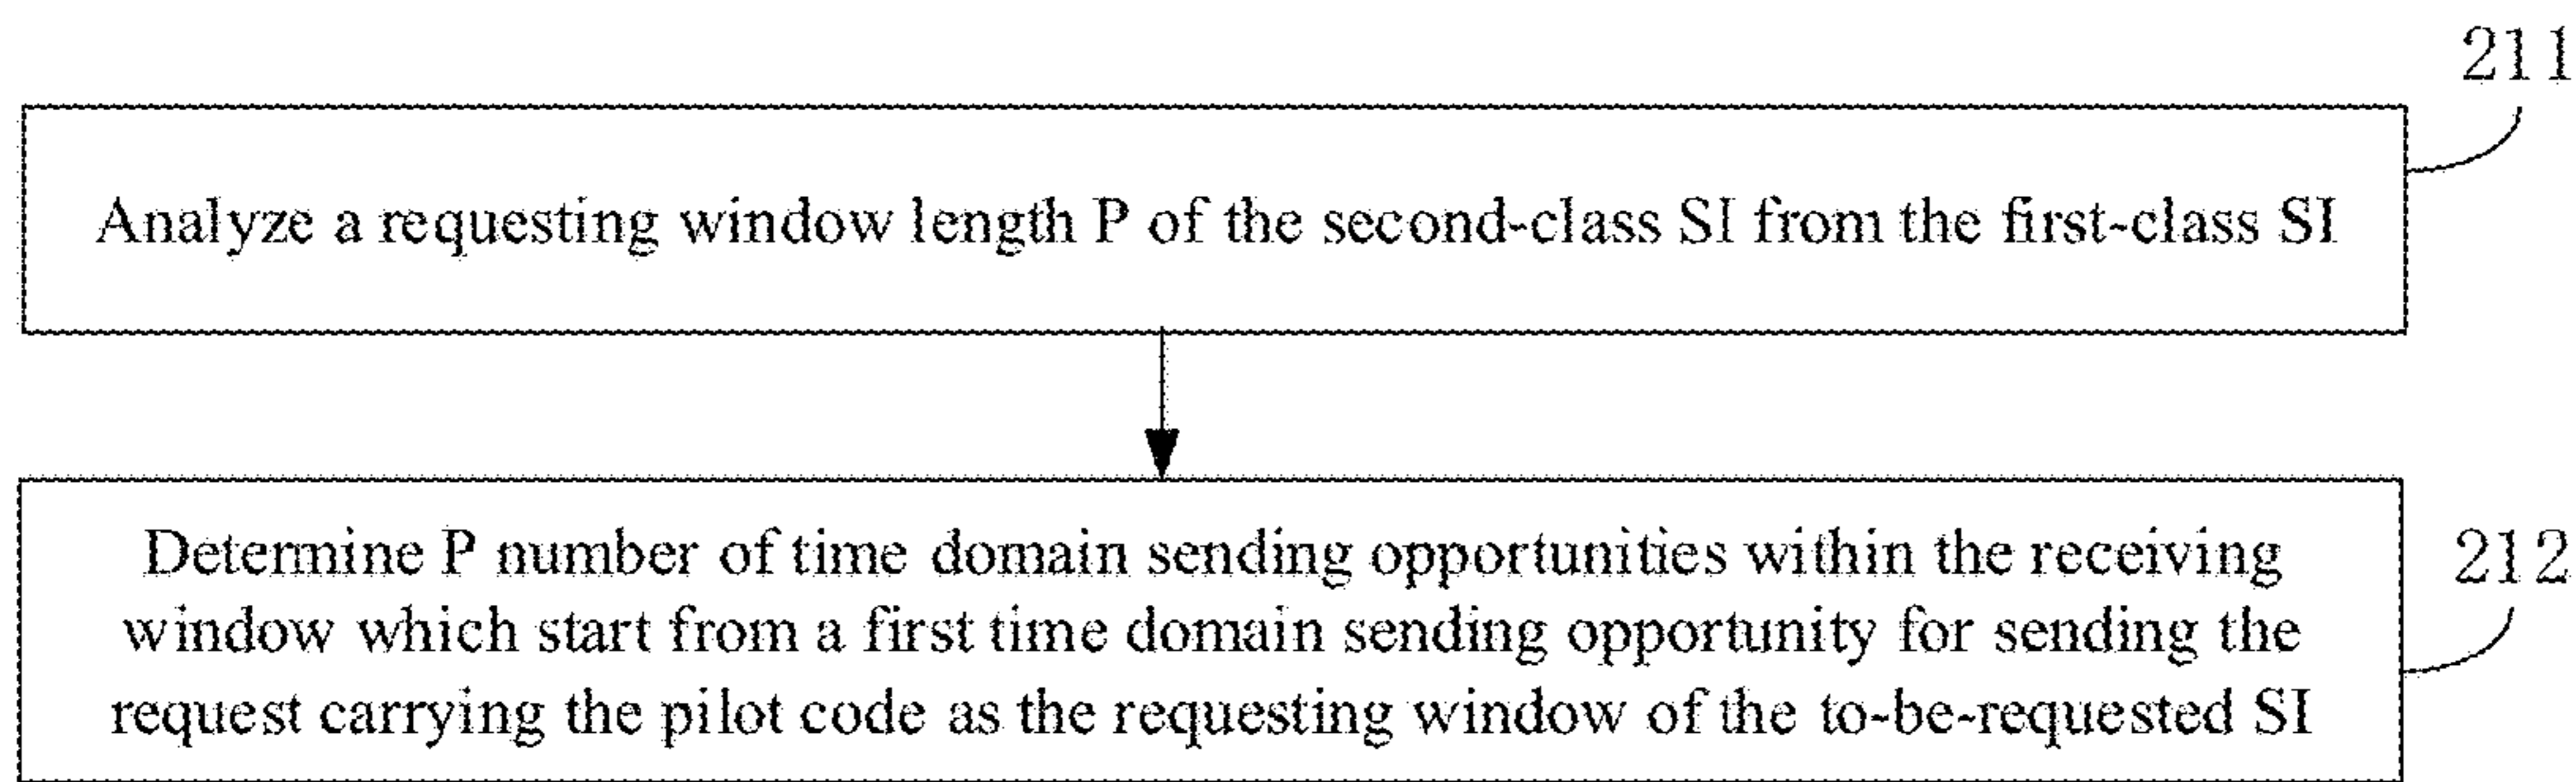 211
Analyze a requesting window length P of the second-class SI from the first-class SI
Determine P number of time domain sending opportunities within the receiving
window which start from a first time domain sending opportunity for sending the
request carrying the pilot code as the requesting window of the to-be-requested SI
212